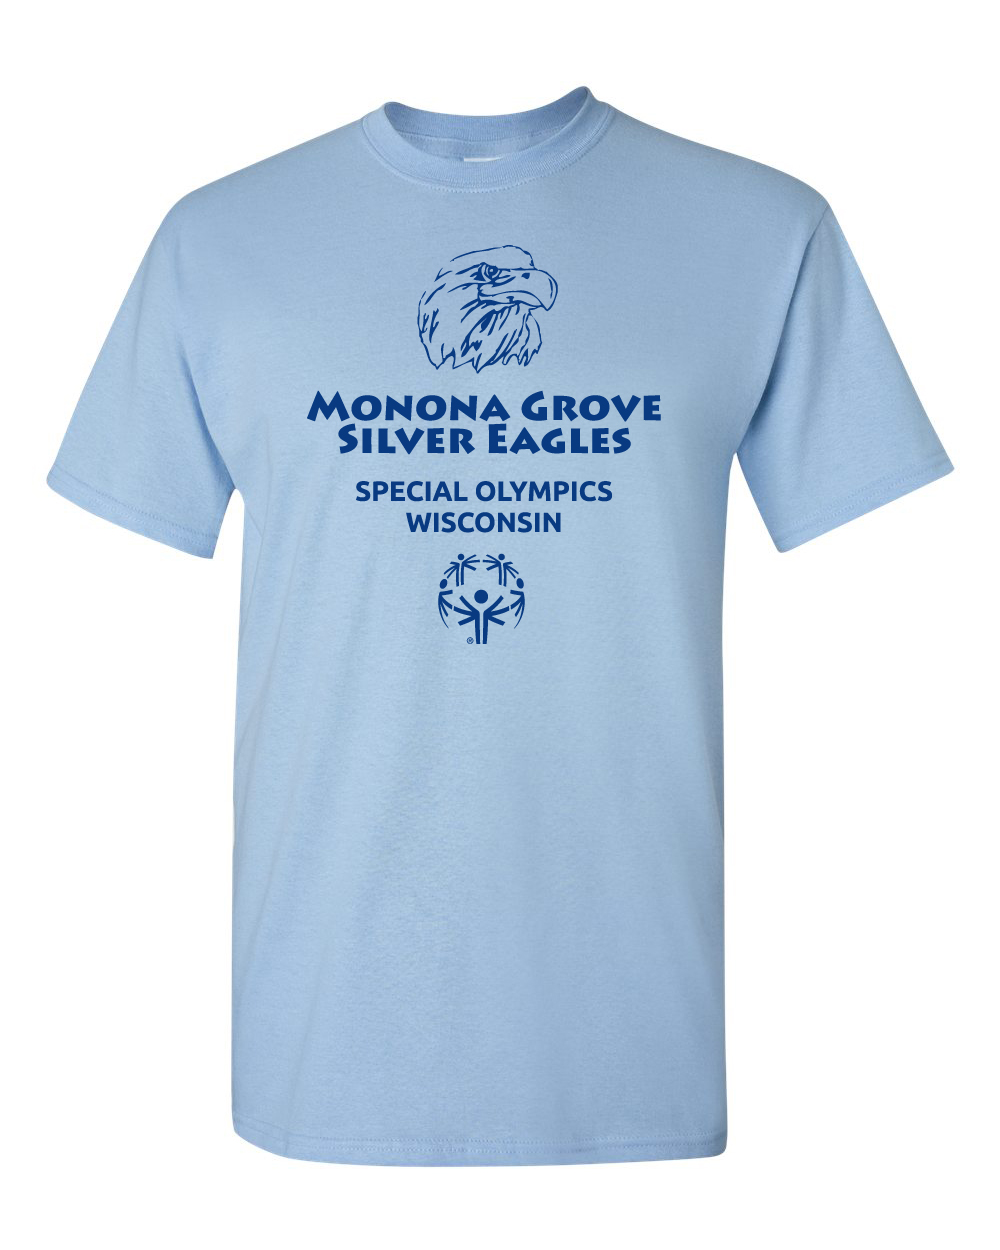 MONONA GROVE
SILVER EAGLES
SPECIAL OLYMPICS
WISCONSIN
®